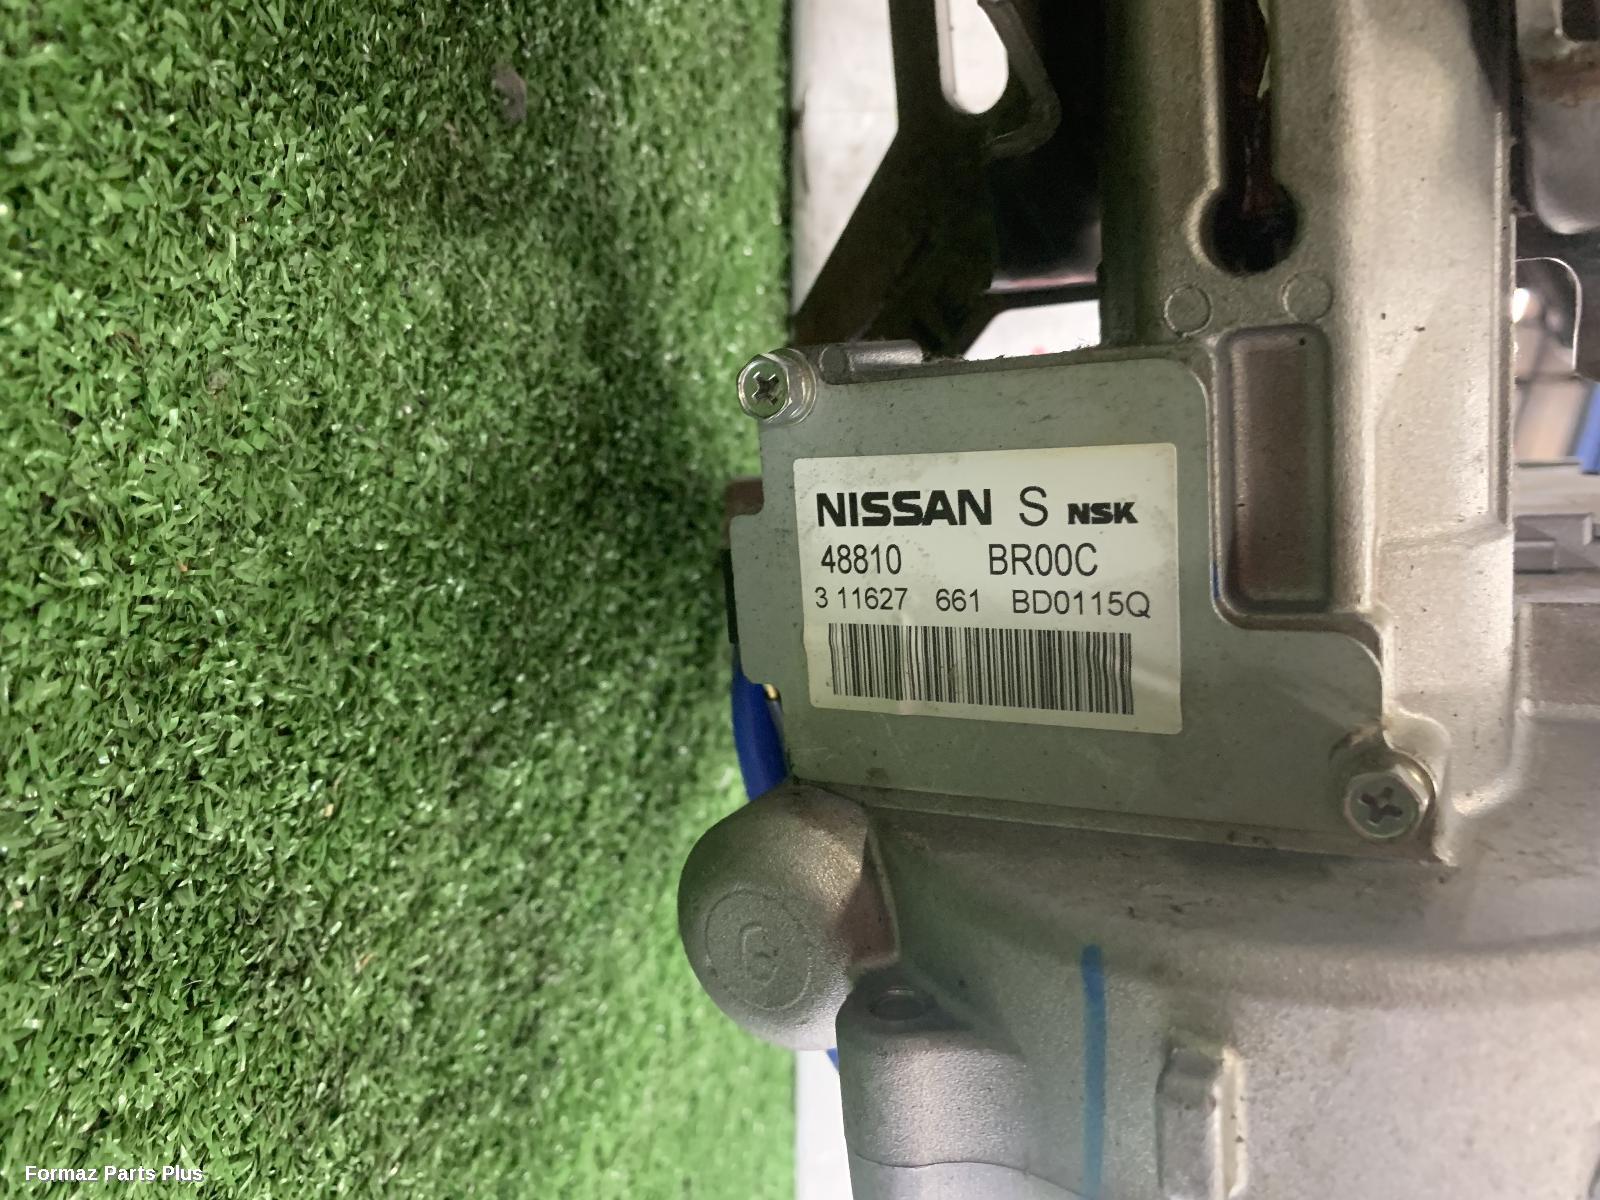 NISSAN S NSK
48810 BR00C
3 11627 661 BD0115Q
Formaz Parts Plus